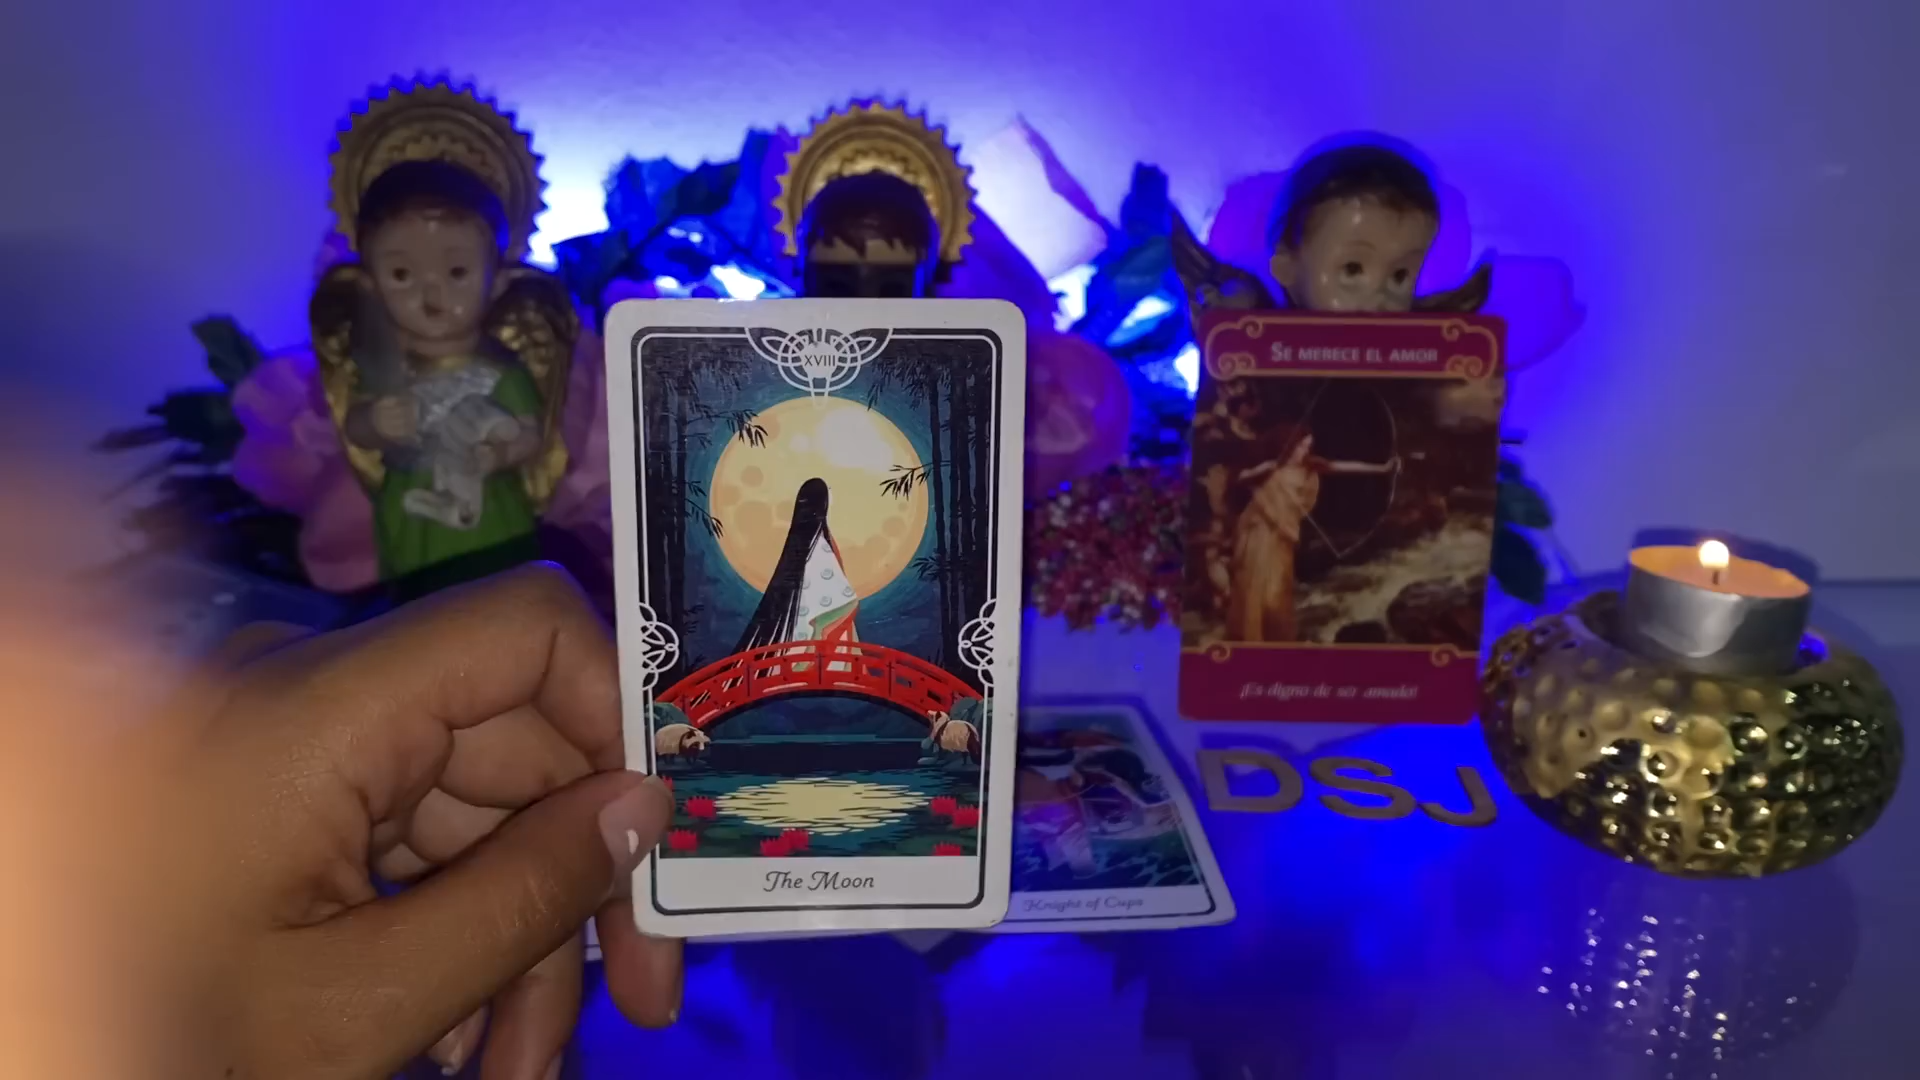 XVIII
The Moon
SE MERECE EL AMOR
¡Es digno de ser amado!
Knight of Cups
DSJ